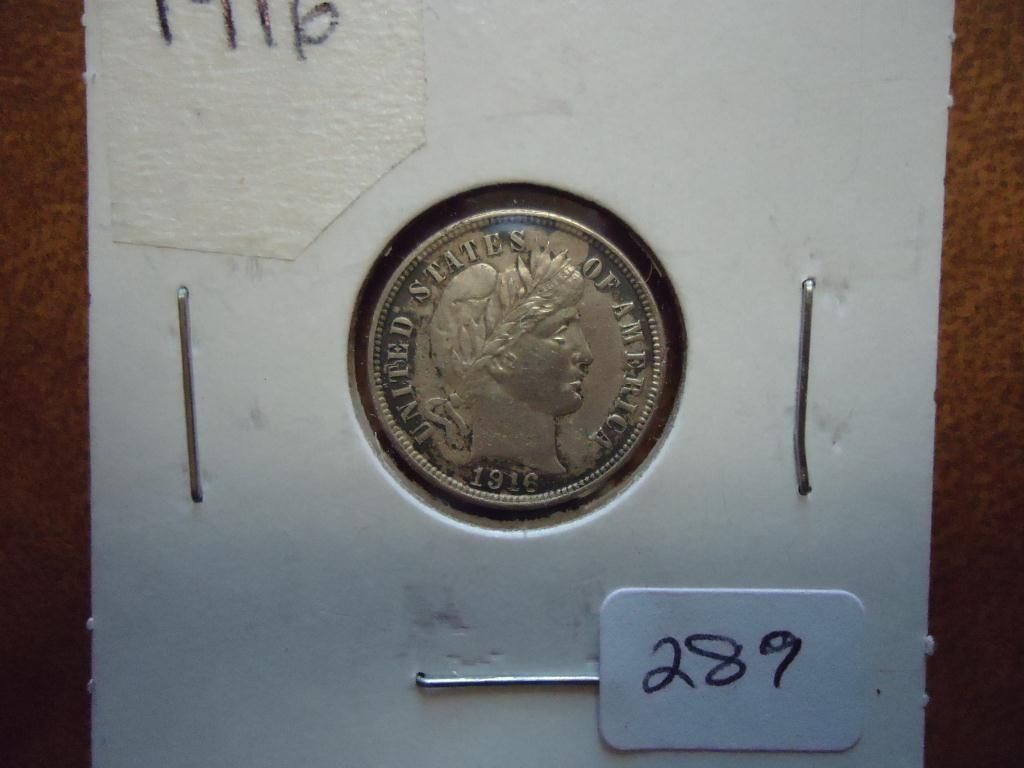 1916
UNITED STATES OF AMERICA
1916
289